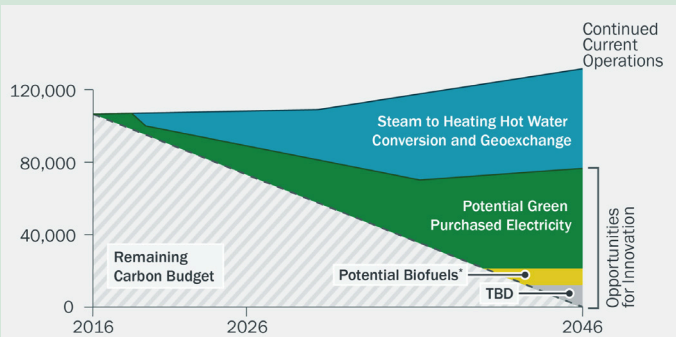 Continued
Current
Operations
120,000
80,000
40,000
0
Steam to Heating Hot Water
Conversion and Geoexchange
Potential Green
Purchased Electricity
Remaining
Carbon Budget
Potential Biofuels*
TBD
Opportunities
for Innovation
2016
2026
2046